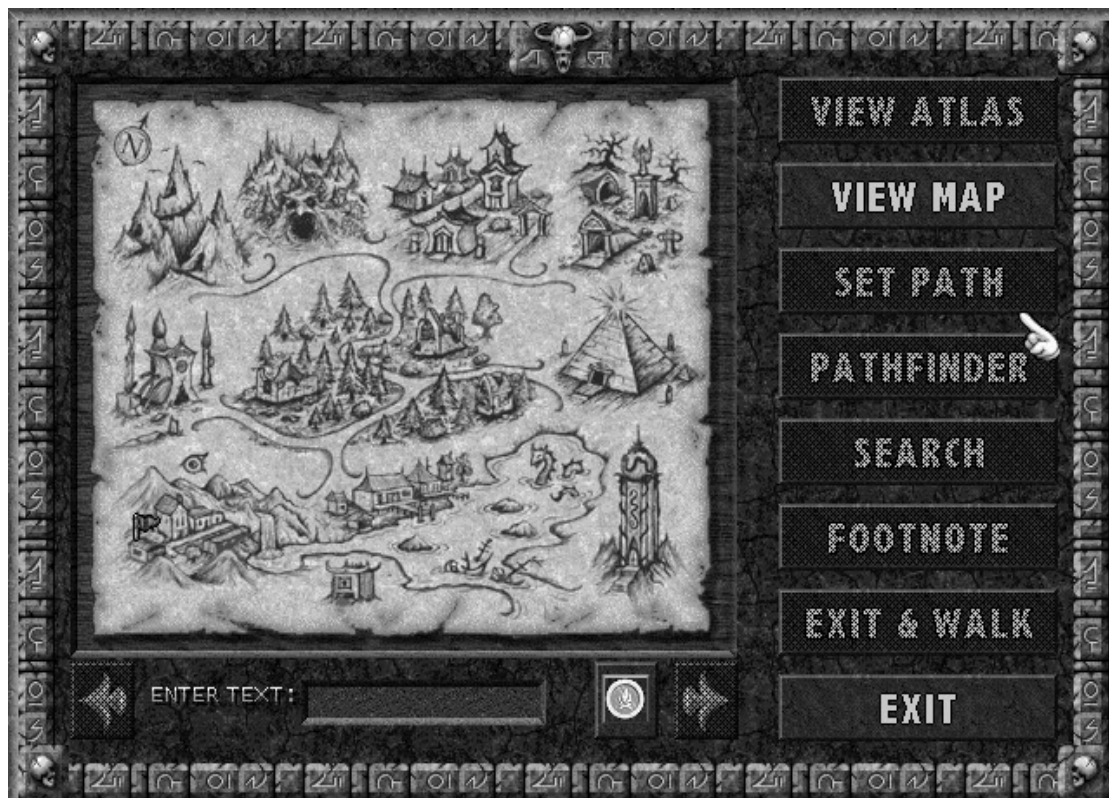 N
VIEW ATLAS
VIEW MAP
SET PATH
PATHFINDER
SEARCH
FOOTNOTE
EXIT & WALK
EXIT
ENTER TEXT: